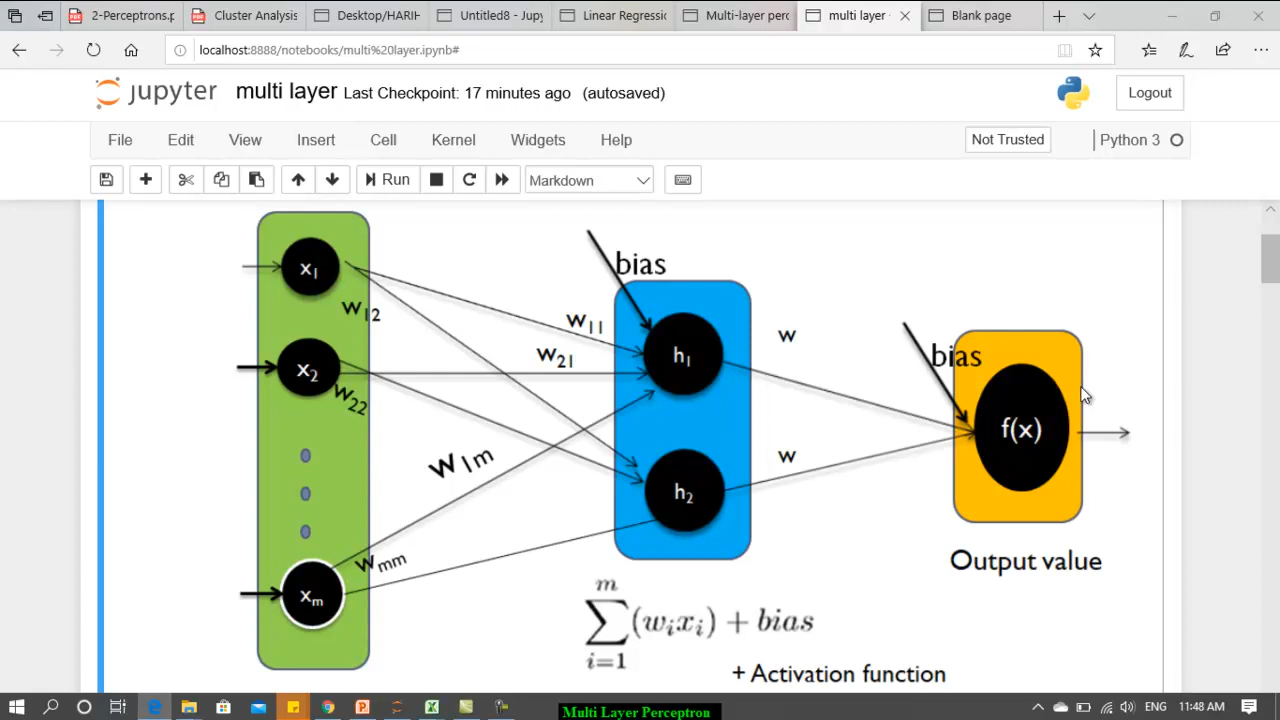 2-Perceptrons.p
Cluster Analysis
Desktop/HARIH
Untitled8 - Jupy
Linear Regressio
Multi-layer perc
multi layer
Blank page
localhost:8888/notebooks/multi%20layer.ipynb#
jupyter multi layer Last Checkpoint: 17 minutes ago (autosaved)
Logout
File Edit View Insert Cell Kernel Widgets Help
Not Trusted
Python 3
Run
Markdown
x1
bias
w12
w11
h1
w
w21
x2
bias
w22
f(x)
w1m
w
h2
wmm
Output value
xm
m
∑(wixi) + bias
i=1
+ Activation function
ENG 11:48 AM
Multi Layer Perceptron